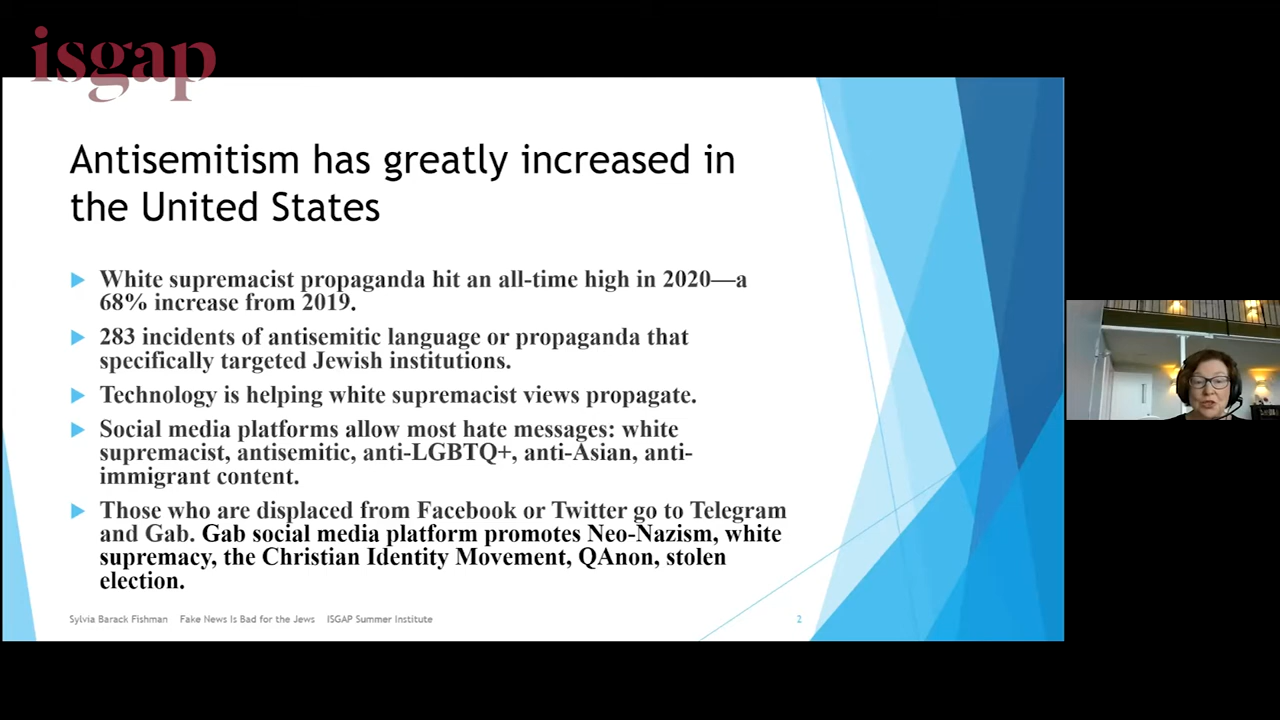 isgap
Antisemitism has greatly increased in
the United States
White supremacist propaganda hit an all-time high in 2020—a
68% increase from 2019.
283 incidents of antisemitic language or propaganda that
specifically targeted Jewish institutions.
Technology is helping white supremacist views propagate.
Social media platforms allow most hate messages: white
supremacist, antisemitic, anti-LGBTQ+, anti-Asian, anti-
immigrant content.
Those who are displaced from Facebook or Twitter go to Telegram
and Gab. Gab social media platform promotes Neo-Nazism, white
supremacy, the Christian Identity Movement, QAnon, stolen
election.
Sylvia Barack Fishman Fake News Is Bad for the Jews ISGAP Summer Institute 2